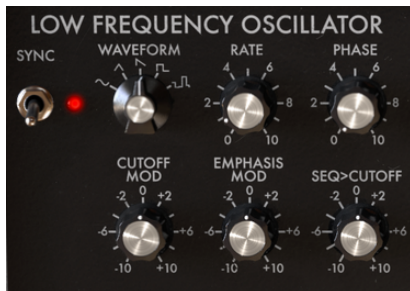 LOW FREQUENCY OSCILLATOR
SYNC
WAVEFORM
RATE
PHASE
4 6
2 8
0 10
4 6
2 8
0 10
CUTOFF
MOD
EMPHASIS
MOD
SEQ>CUTOFF
0
-2 +2
-6 +6
-10 +10
0
-2 +2
-6 +6
-10 +10
0
-2 +2
-6 +6
-10 +10